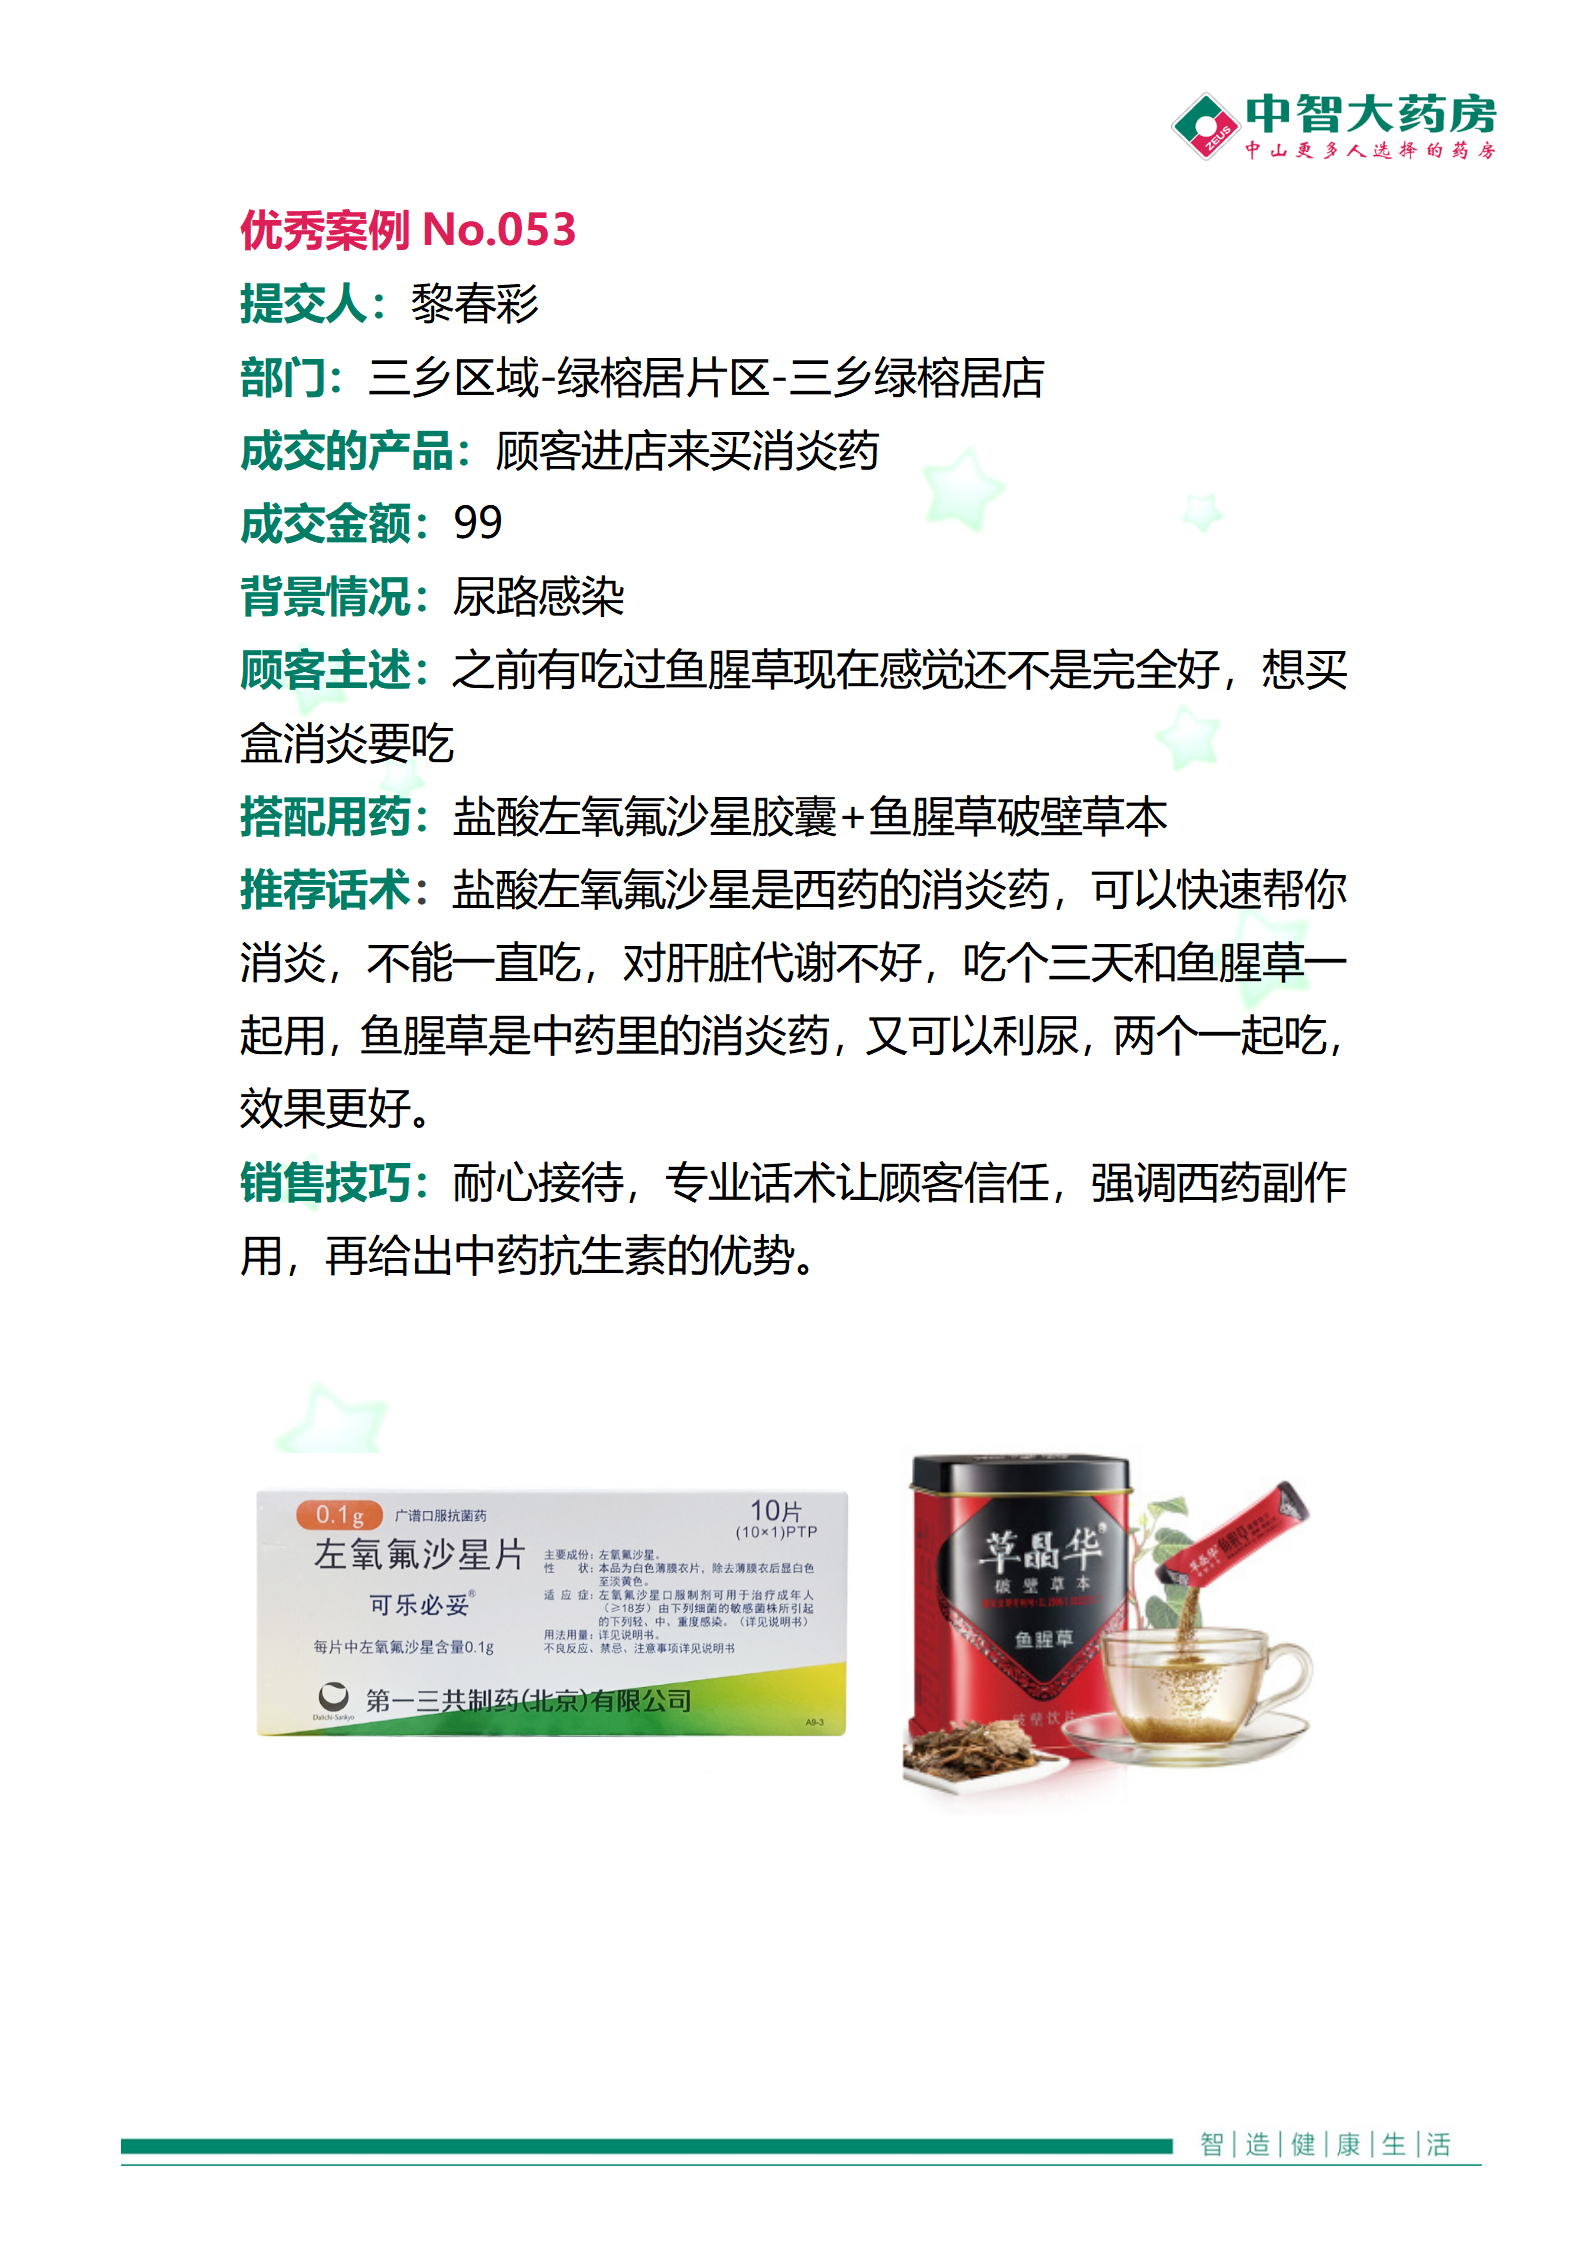 中智大药房
ZEUS
中山更多人选择的药房
优秀案例 No.053
提交人：黎春彩
部门：三乡区域-绿榕居片区-三乡绿榕居店
成交的产品：顾客进店来买消炎药
成交金额：99
背景情况：尿路感染
顾客主述：之前有吃过鱼腥草现在感觉还不是完全好，想买
盒消炎要吃
搭配用药：盐酸左氧氟沙星胶囊+鱼腥草破壁草本
推荐话术：盐酸左氧氟沙星是西药的消炎药，可以快速帮你
消炎，不能一直吃，对肝脏代谢不好，吃个三天和鱼腥草一
起用，鱼腥草是中药里的消炎药，又可以利尿，两个一起吃，
效果更好。
销售技巧：耐心接待，专业话术让顾客信任，强调西药副作
用，再给出中药抗生素的优势。
0.1g 广谱口服抗菌药
10片
(10×1)PTP
左氧氟沙星片
可乐必妥®
每片中左氧氟沙星含量0.1g
主要成份：左氧氟沙星。
性 状：本品为白色薄膜衣片，除去薄膜衣后显白色
至淡黄色。
适应症：左氧氟沙星口服制剂可用于治疗成年人
（≥18岁）由下列细菌的敏感菌株所引起
的下列轻、中、重度感染。（详见说明书）
用法用量：详见说明书。
不良反应、禁忌、注意事项详见说明书
Daiichi-Sankyo
第一三共制药(北京)有限公司
A9-3
草晶华®
破壁草本
鱼腥草
破壁饮片
草晶华 鱼腥草
智|造|健|康|生|活